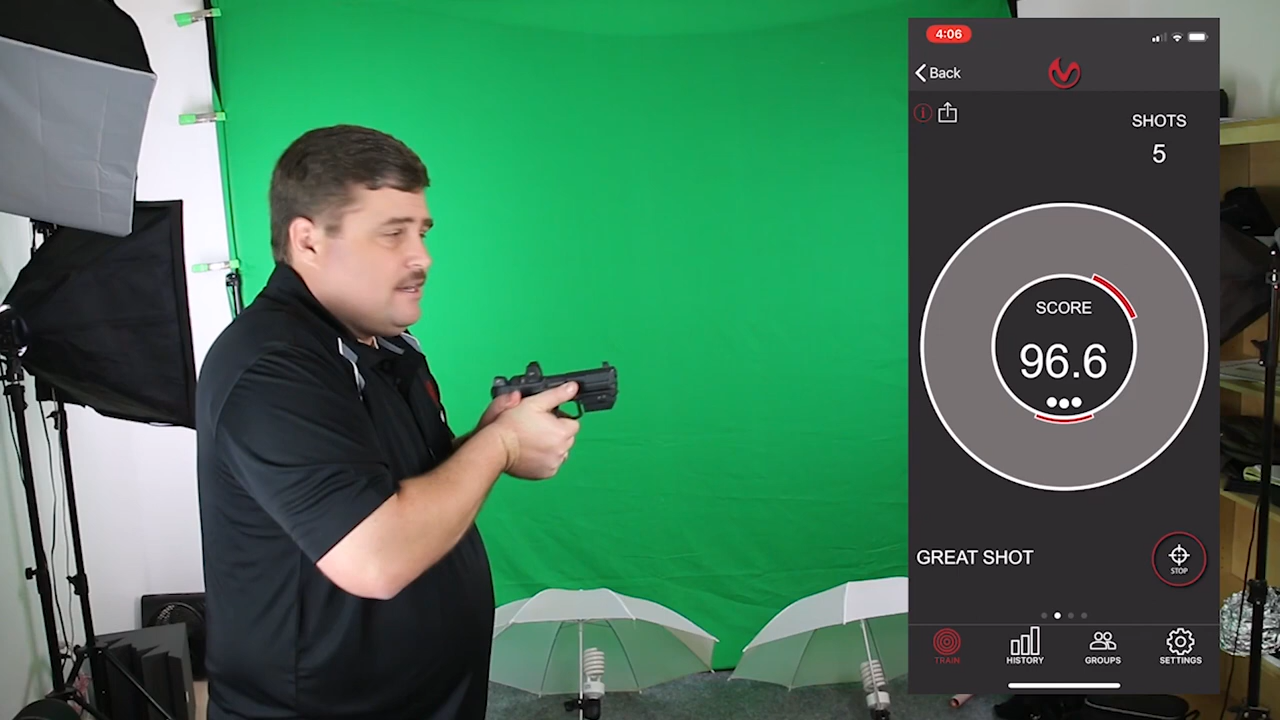 4:06
Back
SHOTS
5
SCORE
96.6
GREAT SHOT
STOP
TRAIN
HISTORY
GROUPS
SETTINGS